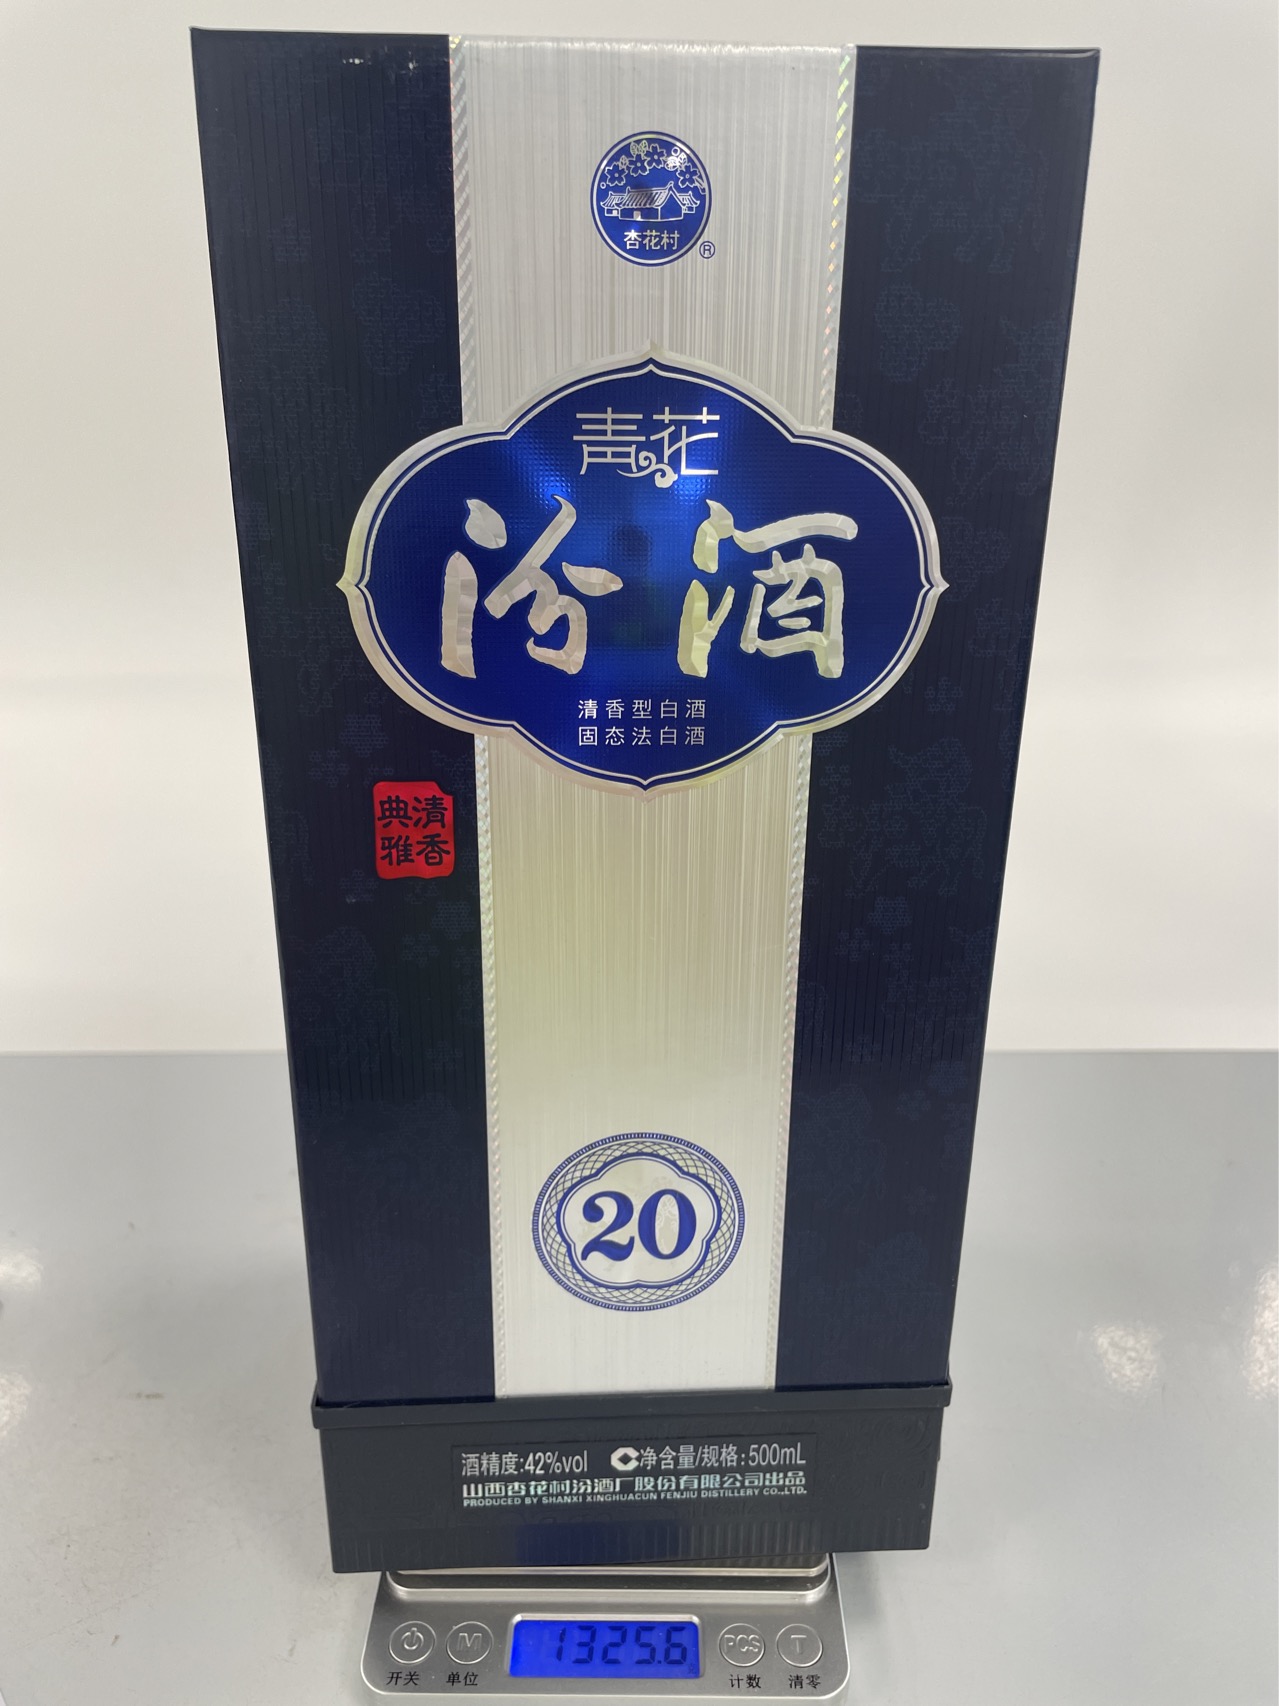 杏花村
®
青花
汾酒
清香型白酒
固态法白酒
清香
典雅
20
酒精度:42%vol C净含量/规格:500mL
山西杏花村汾酒厂股份有限公司出品
PRODUCED BY SHANXI XINGHUACUN FENJIU DISTILLERY CO.,LTD.
1325.6
M PCS T
开关 单位 计数 清零